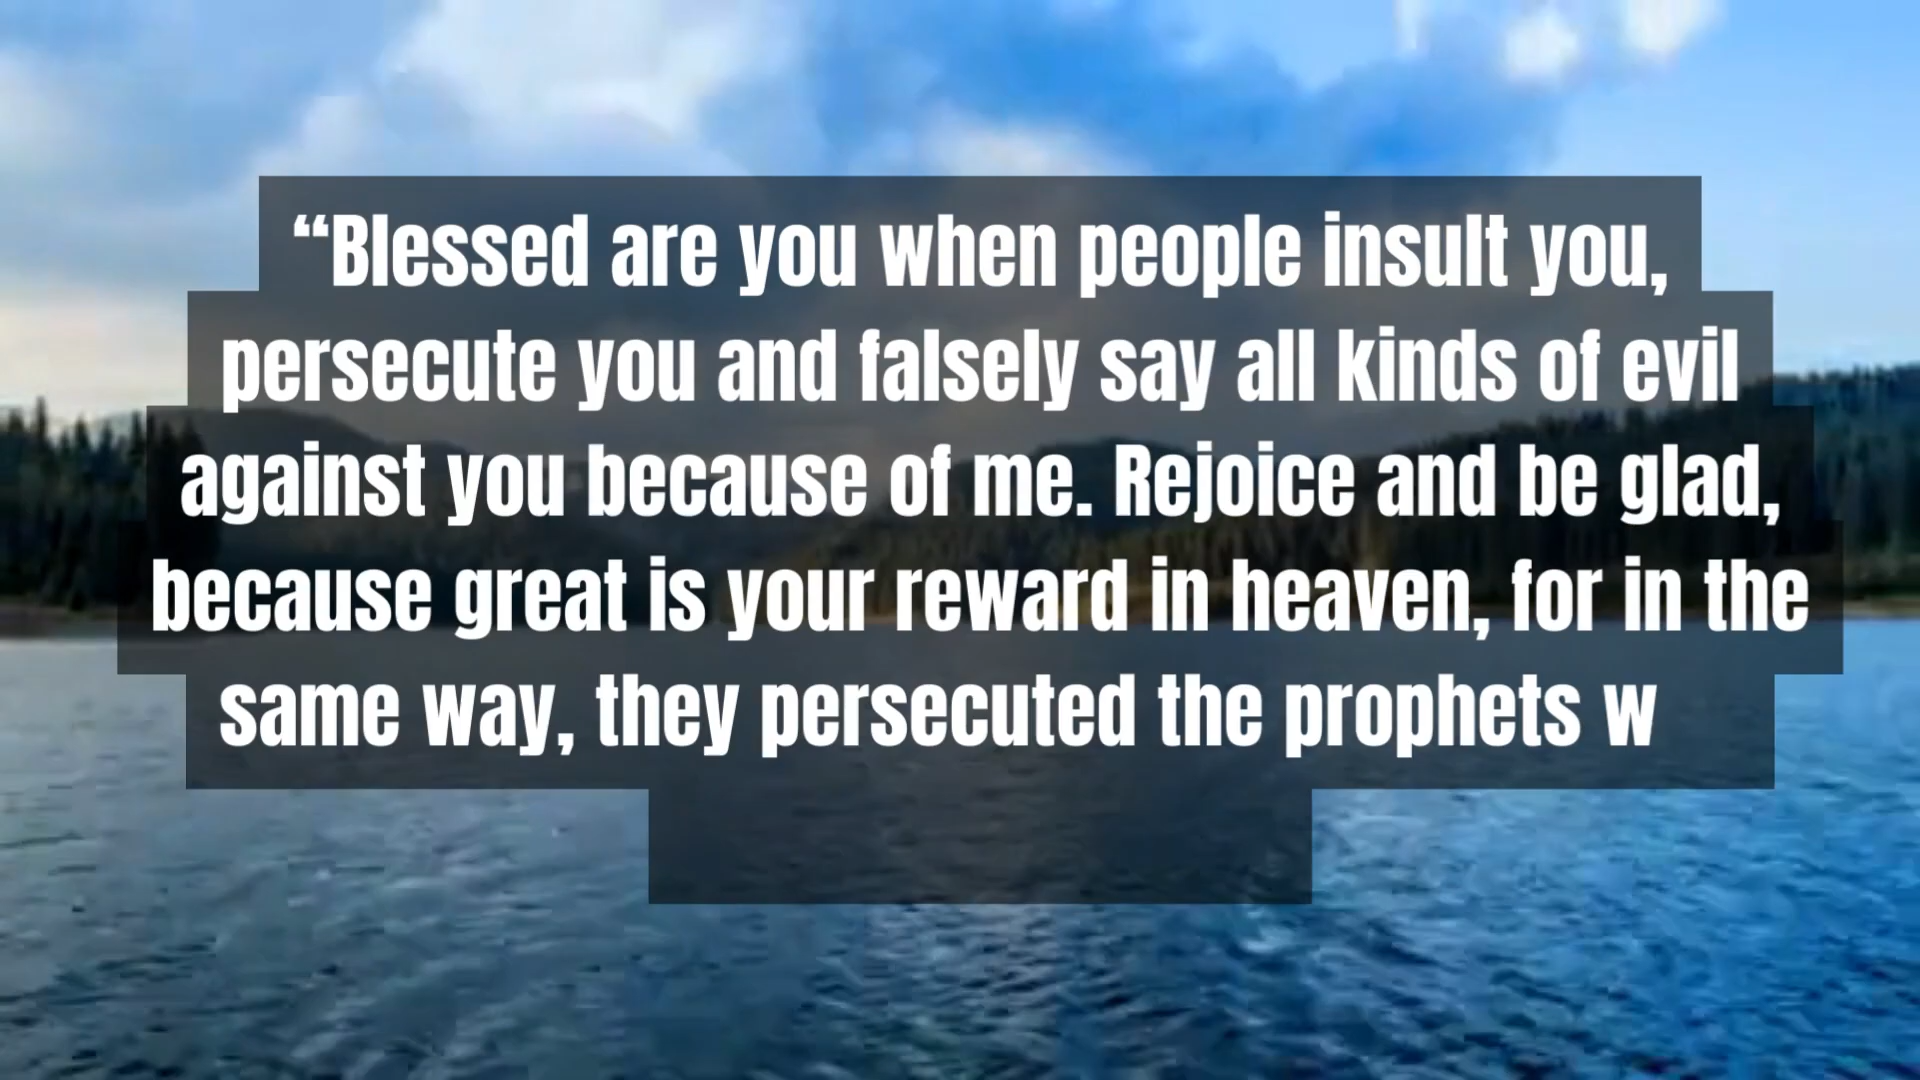 “Blessed are you when people insult you,
persecute you and falsely say all kinds of evil
against you because of me. Rejoice and be glad,
because great is your reward in heaven, for in the
same way, they persecuted the prophets w